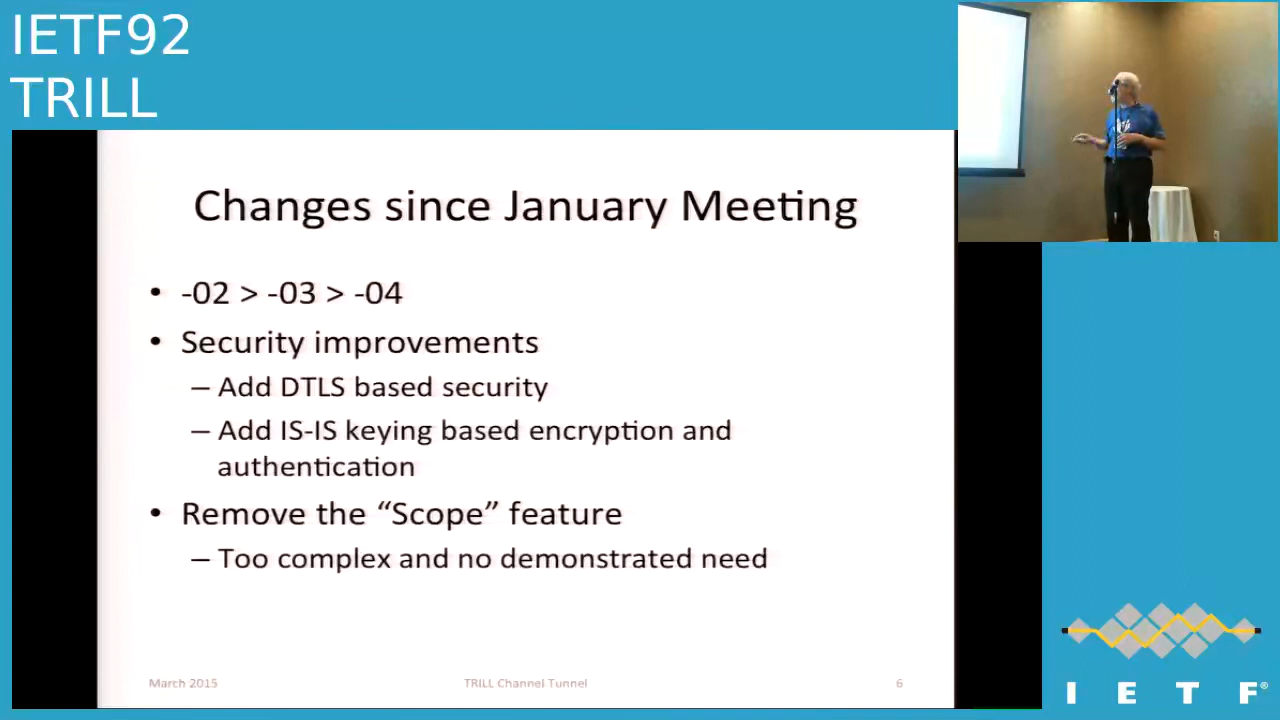 IETF92
TRILL
Changes since January Meeting
• -02 > -03 > -04
• Security improvements
– Add DTLS based security
– Add IS-IS keying based encryption and
authentication
• Remove the “Scope” feature
– Too complex and no demonstrated need
March 2015 TRILL Channel Tunnel 6
I E T F®